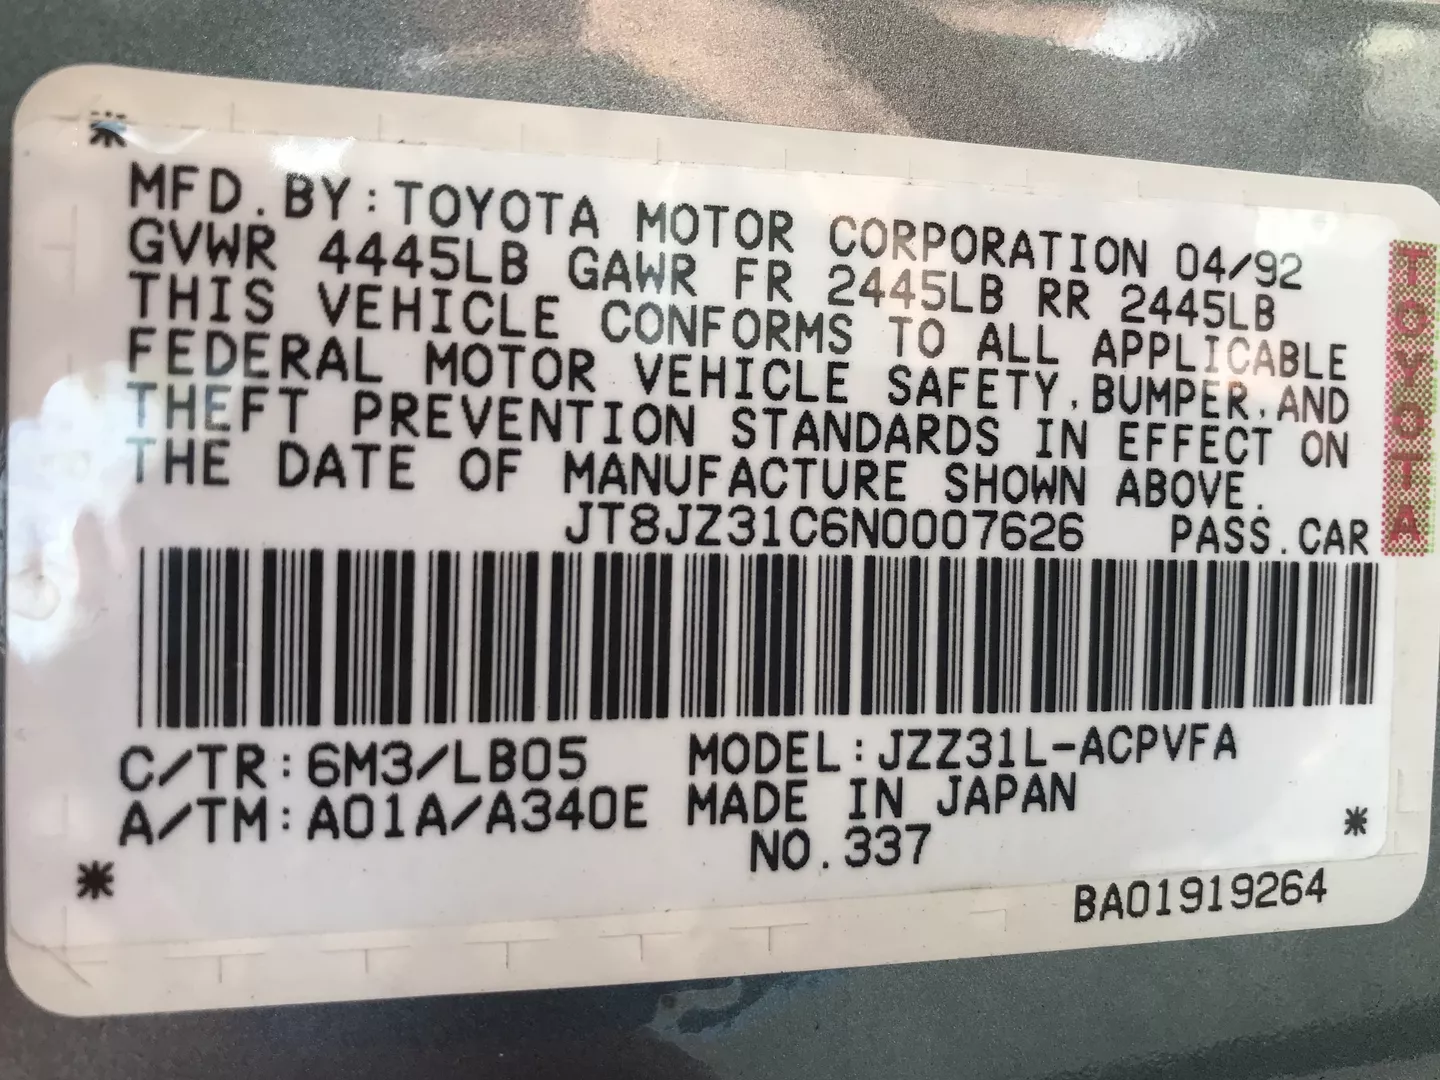 MFD.BY:TOYOTA MOTOR CORPORATION 04/92
GVWR 4445LB GAWR FR 2445LB RR 2445LB
THIS VEHICLE CONFORMS TO ALL APPLICABLE
FEDERAL MOTOR VEHICLE SAFETY,BUMPER,AND
THEFT PREVENTION STANDARDS IN EFFECT ON
THE DATE OF MANUFACTURE SHOWN ABOVE.
JT8JZ31C6N0007626 PASS.CAR
C/TR:6M3/LB05 MODEL:JZZ31L-ACPVFA
A/TM:A01A/A340E MADE IN JAPAN
NO.337
BA01919264
TOYOTA